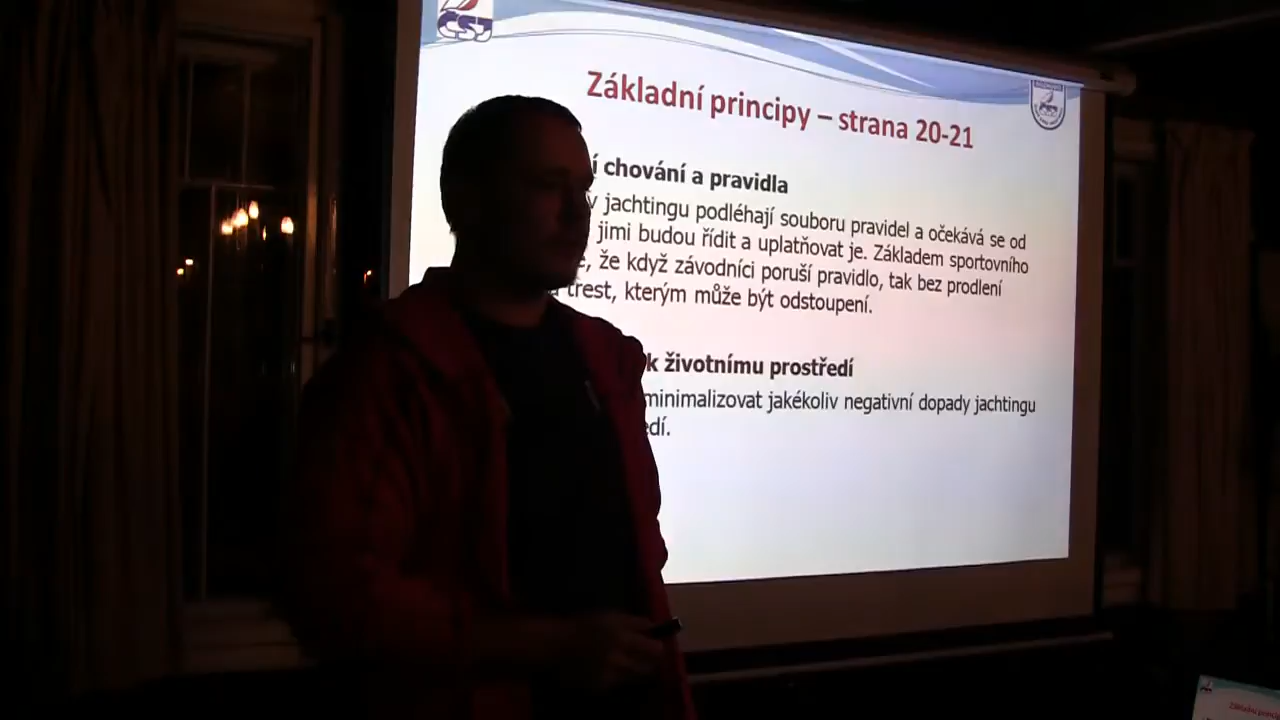 ČSJ
Základní principy – strana 20-21
í chování a pravidla
v jachtingu podléhají souboru pravidel a očekává se od
jimi budou řídit a uplatňovat je. Základem sportovního
, že když závodníci poruší pravidlo, tak bez prodlení
trest, kterým může být odstoupení.
k životnímu prostředí
minimalizovat jakékoliv negativní dopady jachtingu
edí.